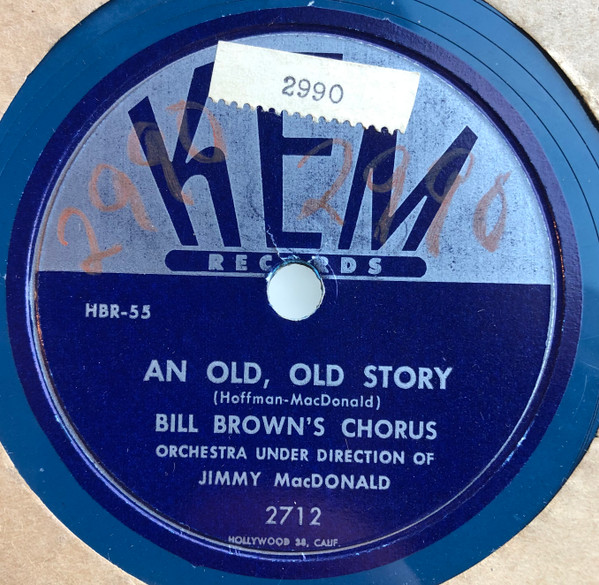 2990
KEM
2990 2990
RECORDS
HBR-55
AN OLD, OLD STORY
(Hoffman-MacDonald)
BILL BROWN'S CHORUS
ORCHESTRA UNDER DIRECTION OF
JIMMY MacDONALD
2712
HOLLYWOOD 38, CALIF.